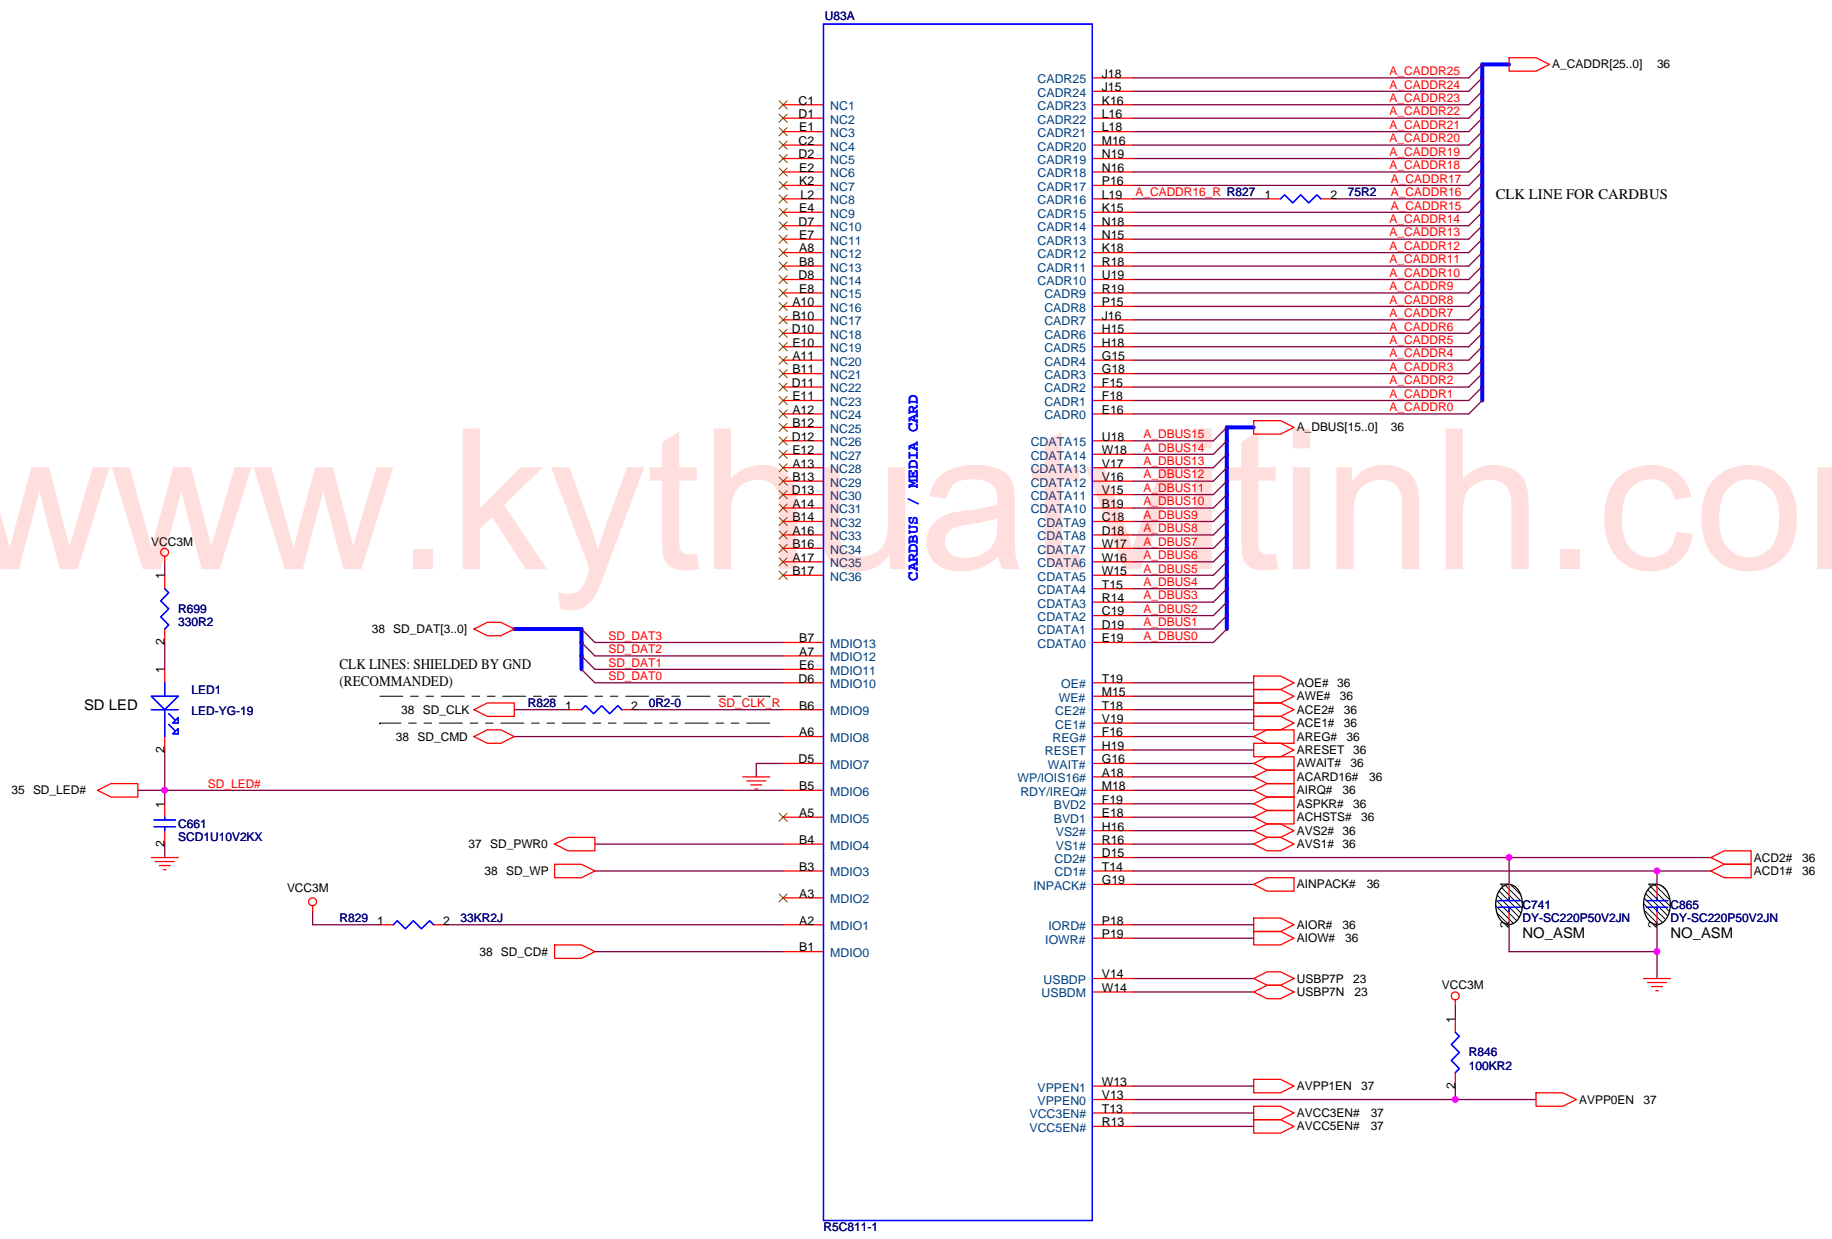 U83A
CARDBUS / MEDIA CARD
R5C811-1
C1 NC1
D1 NC2
E1 NC3
C2 NC4
D2 NC5
E2 NC6
K2 NC7
L2 NC8
E4 NC9
D7 NC10
E7 NC11
A8 NC12
B8 NC13
D8 NC14
E8 NC15
A10 NC16
B10 NC17
D10 NC18
E10 NC19
A11 NC20
B11 NC21
D11 NC22
E11 NC23
A12 NC24
B12 NC25
D12 NC26
E12 NC27
A13 NC28
B13 NC29
D13 NC30
A14 NC31
B14 NC32
A16 NC33
B16 NC34
A17 NC35
B17 NC36
38 SD_DAT[3..0]
SD_DAT3 B7 MDIO13
SD_DAT2 A7 MDIO12
SD_DAT1 E6 MDIO11
SD_DAT0 D6 MDIO10
CLK LINES: SHIELDED BY GND
(RECOMMANDED)
38 SD_CLK R828 1 2 0R2-0 SD_CLK_R B6 MDIO9
38 SD_CMD A6 MDIO8
D5 MDIO7
35 SD_LED# SD_LED# B5 MDIO6
A5 MDIO5
37 SD_PWR0 B4 MDIO4
38 SD_WP B3 MDIO3
A3 MDIO2
VCC3M
R829 1 2 33KR2J A2 MDIO1
38 SD_CD# B1 MDIO0
VCC3M
1
R699
330R2
2
1
LED1
SD LED
LED-YG-19
2
1
C661
SCD1U10V2KX
2
A_CADDR[25..0] 36
CADR25 J18 A_CADDR25
CADR24 J15 A_CADDR24
CADR23 K16 A_CADDR23
CADR22 L16 A_CADDR22
CADR21 L18 A_CADDR21
CADR20 M16 A_CADDR20
CADR19 N19 A_CADDR19
CADR18 N16 A_CADDR18
CADR17 P16 A_CADDR17
CADR16 L19 A_CADDR16_R R827 1 2 75R2 A_CADDR16
CLK LINE FOR CARDBUS
CADR15 K15 A_CADDR15
CADR14 N18 A_CADDR14
CADR13 N15 A_CADDR13
CADR12 K18 A_CADDR12
CADR11 R18 A_CADDR11
CADR10 U19 A_CADDR10
CADR9 R19 A_CADDR9
CADR8 P15 A_CADDR8
CADR7 J16 A_CADDR7
CADR6 H15 A_CADDR6
CADR5 H18 A_CADDR5
CADR4 G15 A_CADDR4
CADR3 G18 A_CADDR3
CADR2 F15 A_CADDR2
CADR1 F18 A_CADDR1
CADR0 E16 A_CADDR0
A_DBUS[15..0] 36
CDATA15 U18 A_DBUS15
CDATA14 W18 A_DBUS14
CDATA13 V17 A_DBUS13
CDATA12 V16 A_DBUS12
CDATA11 V15 A_DBUS11
CDATA10 B19 A_DBUS10
CDATA9 C18 A_DBUS9
CDATA8 D18 A_DBUS8
CDATA7 W17 A_DBUS7
CDATA6 W16 A_DBUS6
CDATA5 W15 A_DBUS5
CDATA4 T15 A_DBUS4
CDATA3 R14 A_DBUS3
CDATA2 C19 A_DBUS2
CDATA1 D19 A_DBUS1
CDATA0 E19 A_DBUS0
OE# T19 AOE# 36
WE# M15 AWE# 36
CE2# T18 ACE2# 36
CE1# V19 ACE1# 36
REG# F16 AREG# 36
RESET H19 ARESET 36
WAIT# G16 AWAIT# 36
WP/IOIS16# A18 ACARD16# 36
RDY/IREQ# M18 AIRQ# 36
BVD2 F19 ASPKR# 36
BVD1 E18 ACHSTS# 36
VS2# H16 AVS2# 36
VS1# R16 AVS1# 36
CD2# D15 ACD2# 36
CD1# T14 ACD1# 36
INPACK# G19 AINPACK# 36
C741
DY-SC220P50V2JN
NO_ASM
C865
DY-SC220P50V2JN
NO_ASM
IORD# P18 AIOR# 36
IOWR# P19 AIOW# 36
USBDP V14 USBP7P 23
USBDM W14 USBP7N 23
VCC3M
1
R846
100KR2
2
VPPEN1 W13 AVPP1EN 37
VPPEN0 V13 AVPP0EN 37
VCC3EN# T13 AVCC3EN# 37
VCC5EN# R13 AVCC5EN# 37